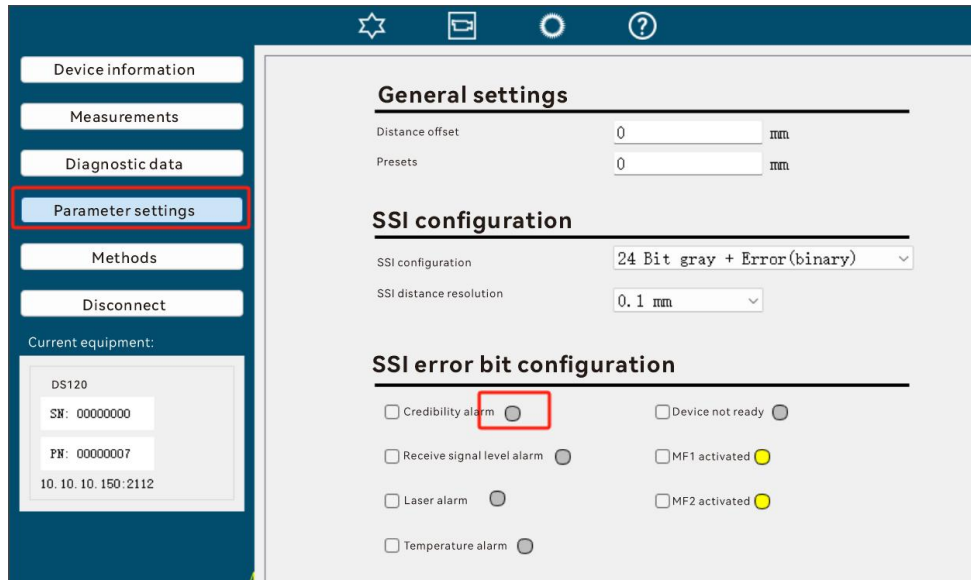 Device information
Measurements
Diagnostic data
Parameter settings
Methods
Disconnect
Current equipment:
DS120
SN: 00000000
PN: 00000007
10.10.10.150:2112
General settings
Distance offset 0 mm
Presets 0 mm
SSI configuration
SSI configuration 24 Bit gray + Error(binary)
SSI distance resolution 0.1 mm
SSI error bit configuration
Credibility alarm Device not ready
Receive signal level alarm MF1 activated
Laser alarm MF2 activated
Temperature alarm